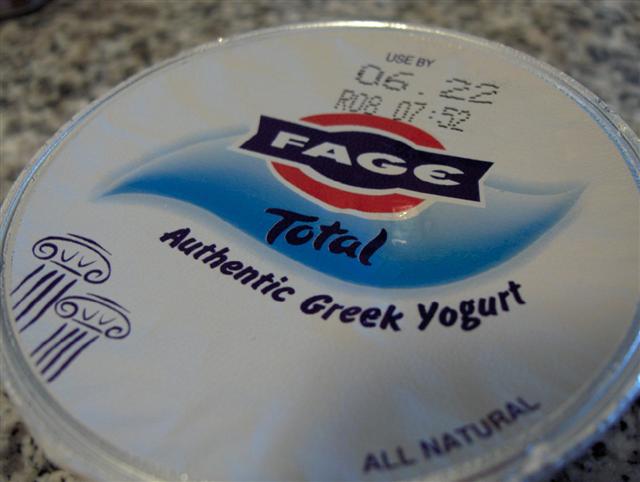 USE BY
06.22
R08 07:52
FAGE
Total
Authentic Greek Yogurt
ALL NATURAL